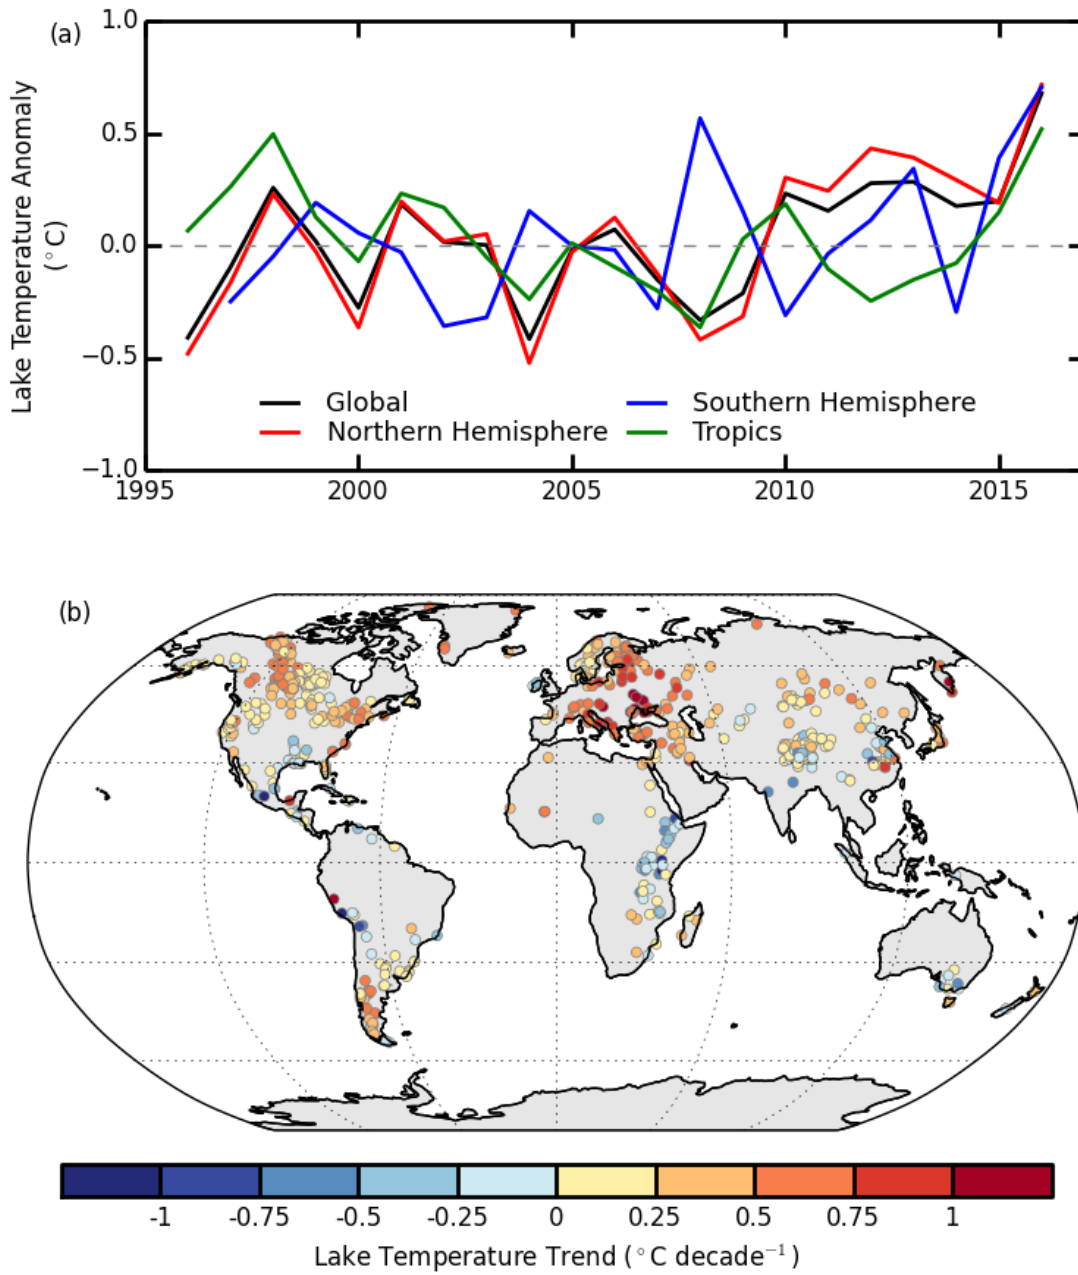 (a)
1.0
0.5
0.0
−0.5
−1.0
Lake Temperature Anomaly
(°C)
Global
Northern Hemisphere
Southern Hemisphere
Tropics
1995 2000 2005 2010 2015
(b)
-1 -0.75 -0.5 -0.25 0 0.25 0.5 0.75 1
Lake Temperature Trend (°C decade⁻¹)